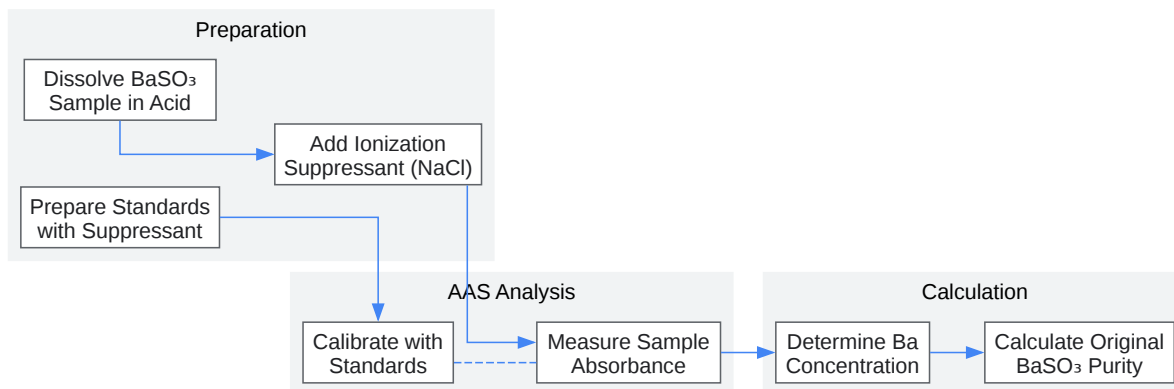 Preparation
Dissolve BaSO₃
Sample in Acid
Add Ionization
Suppressant (NaCl)
Prepare Standards
with Suppressant
AAS Analysis
Calibrate with
Standards
Measure Sample
Absorbance
Calculation
Determine Ba
Concentration
Calculate Original
BaSO₃ Purity